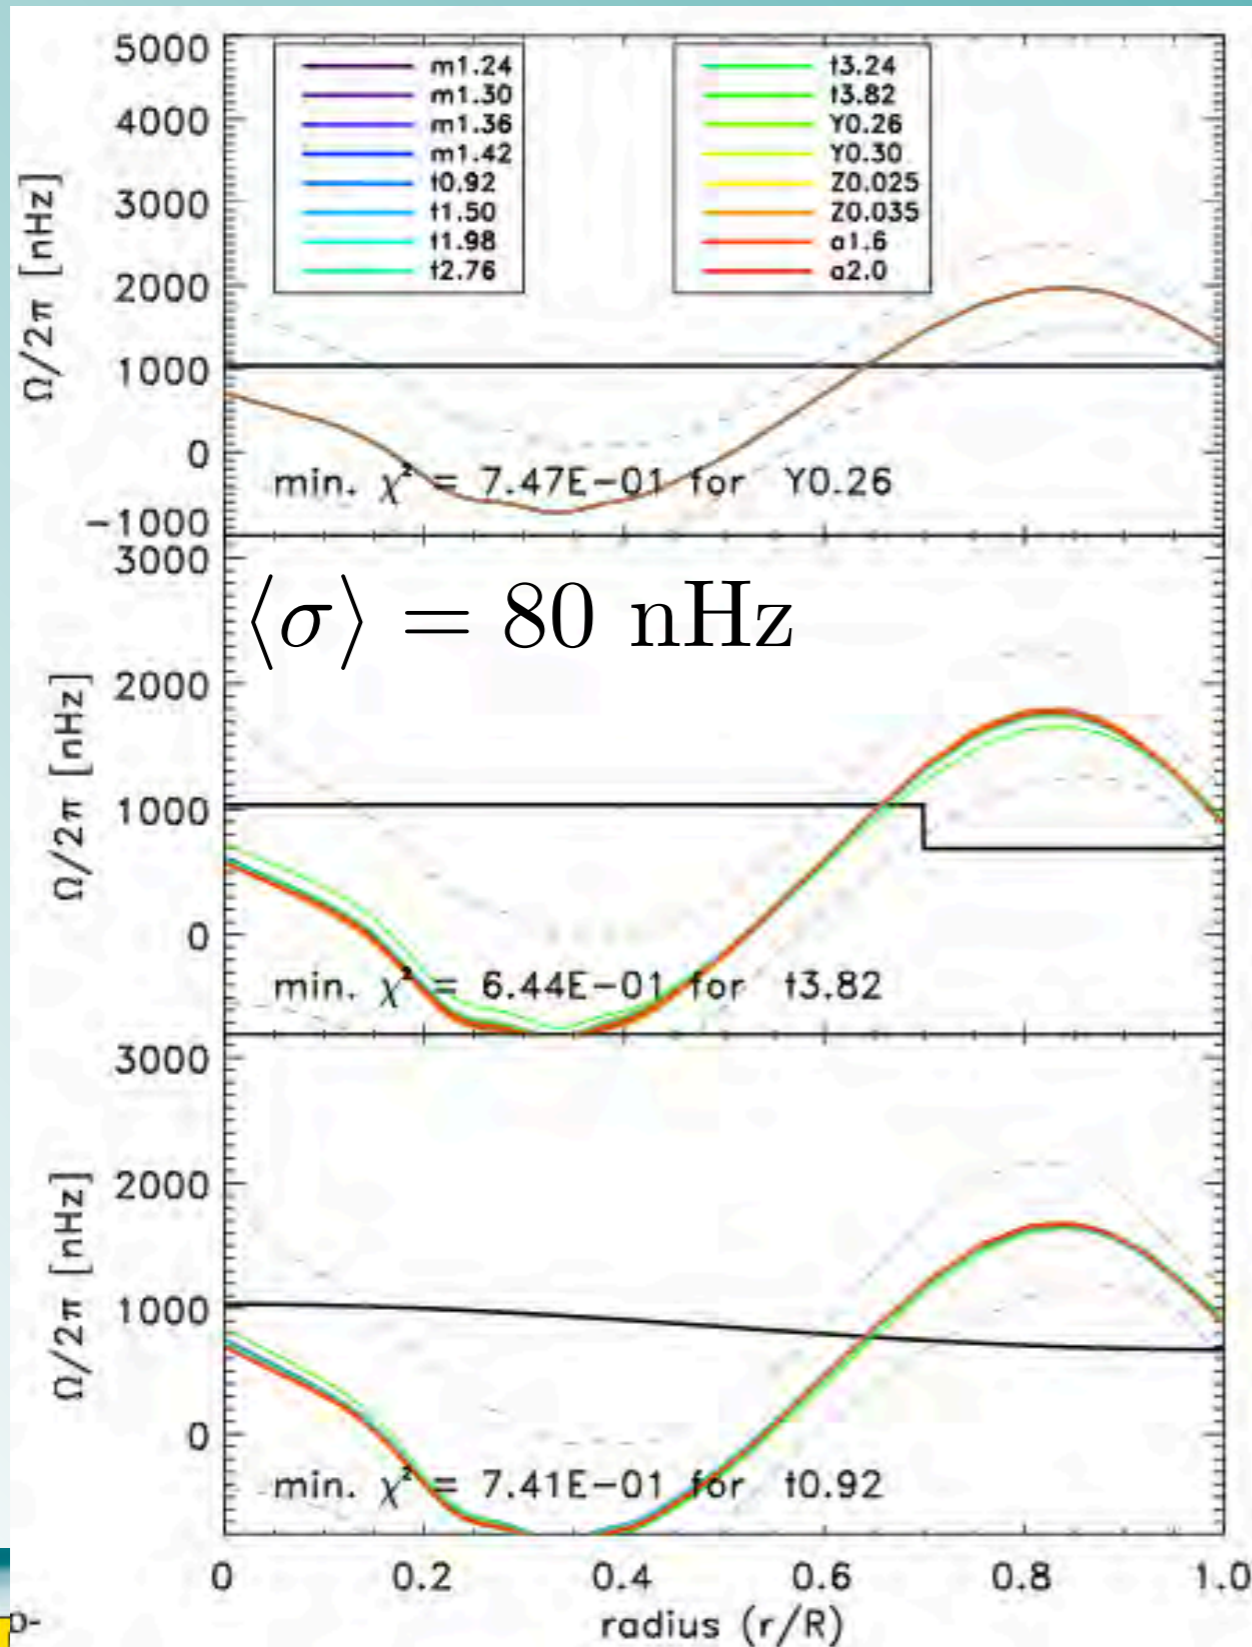 5000
4000
3000
2000
1000
0
-1000
Ω/2π [nHz]
m1.24
m1.30
m1.36
m1.42
t0.92
t1.50
t1.98
t2.76
t3.24
t3.82
Y0.26
Y0.30
Z0.025
Z0.035
a1.6
a2.0
min. χ² = 7.47E-01 for Y0.26
3000
2000
1000
0
Ω/2π [nHz]
⟨σ⟩ = 80 nHz
min. χ² = 6.44E-01 for t3.82
3000
2000
1000
0
Ω/2π [nHz]
min. χ² = 7.41E-01 for t0.92
0 0.2 0.4 0.6 0.8 1.0
radius (r/R)